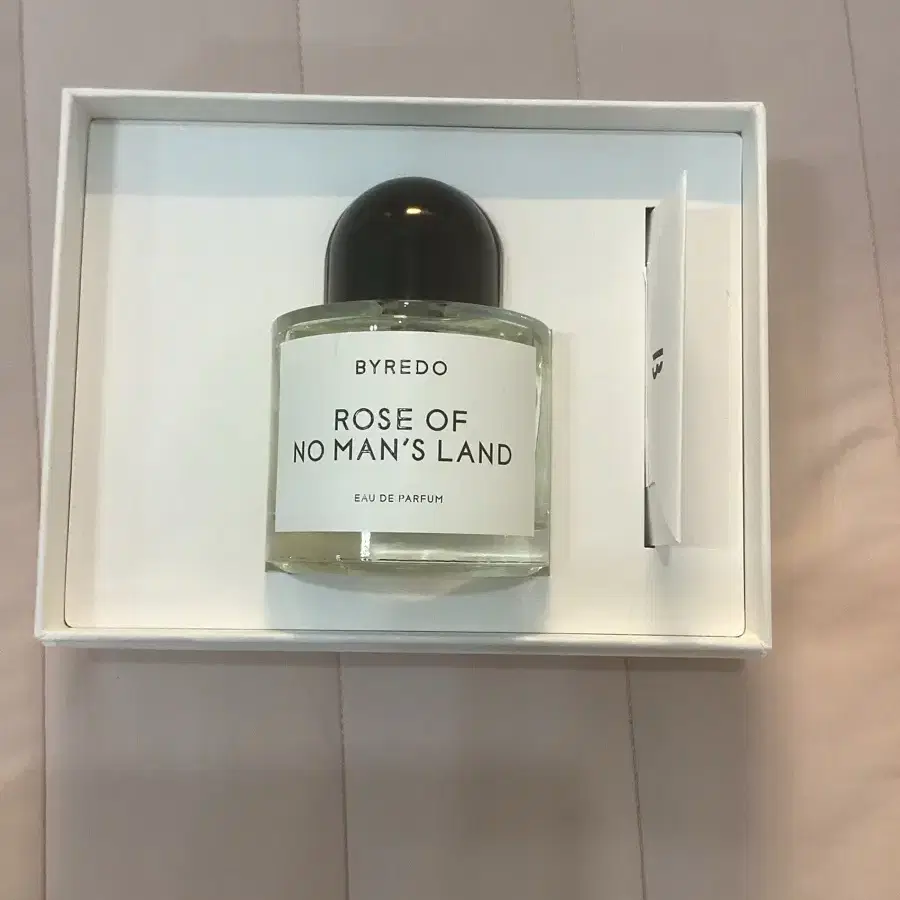 BYREDO
ROSE OF
NO MAN'S LAND
EAU DE PARFUM